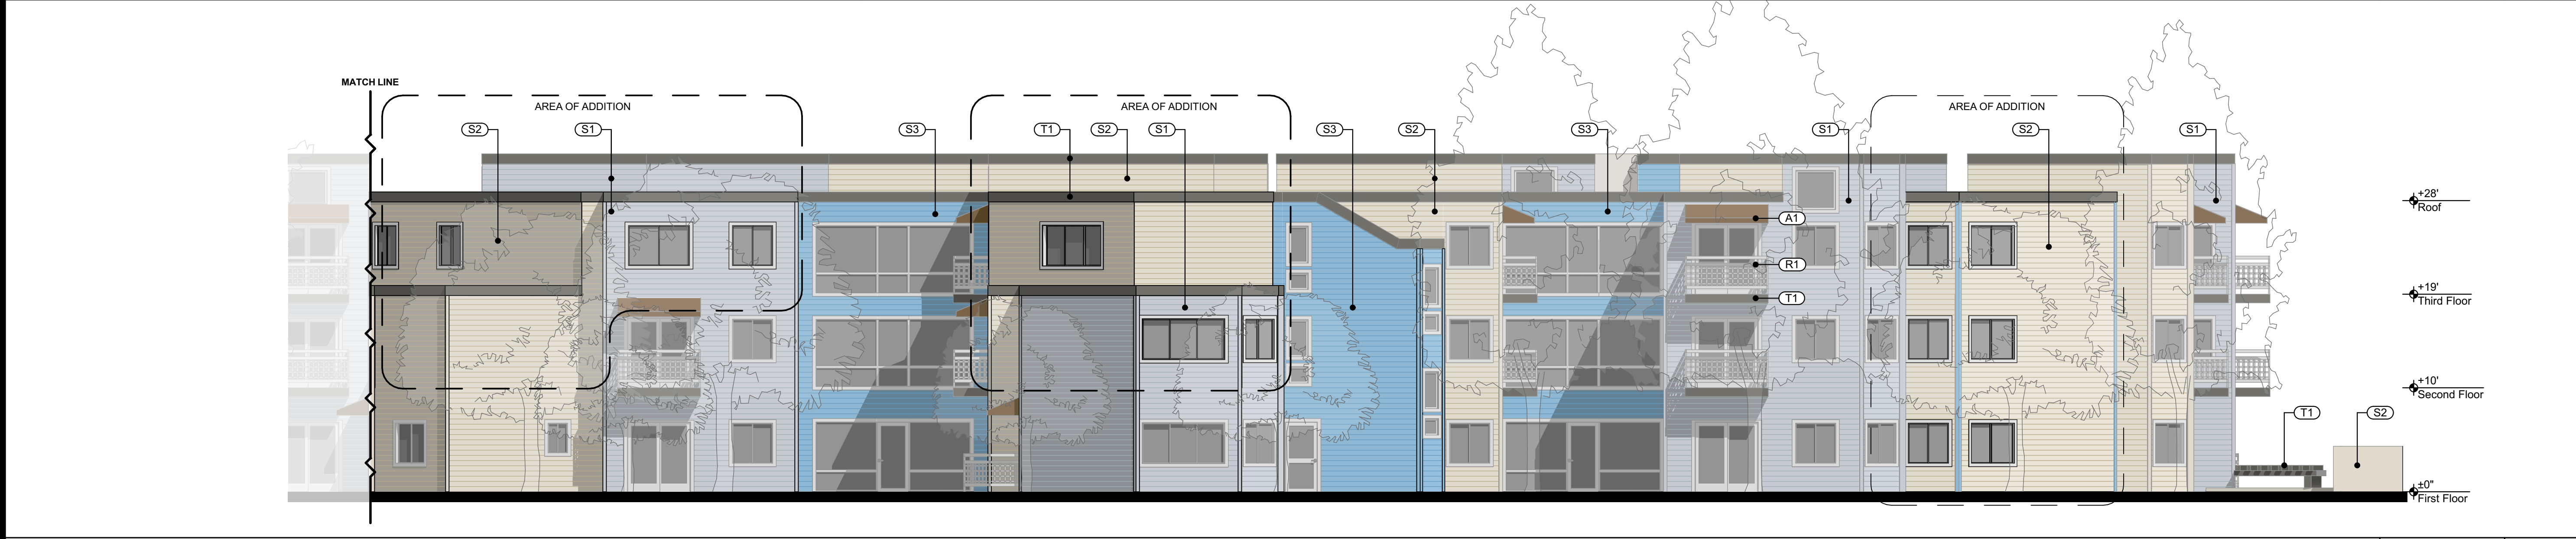 MATCH LINE
AREA OF ADDITION
AREA OF ADDITION
AREA OF ADDITION
S2
S1
S3
T1
S2
S1
S3
S2
S3
S1
S2
S1
+28'
Roof
A1
R1
T1
+19'
Third Floor
+10'
Second Floor
T1
S2
S1
±0"
First Floor